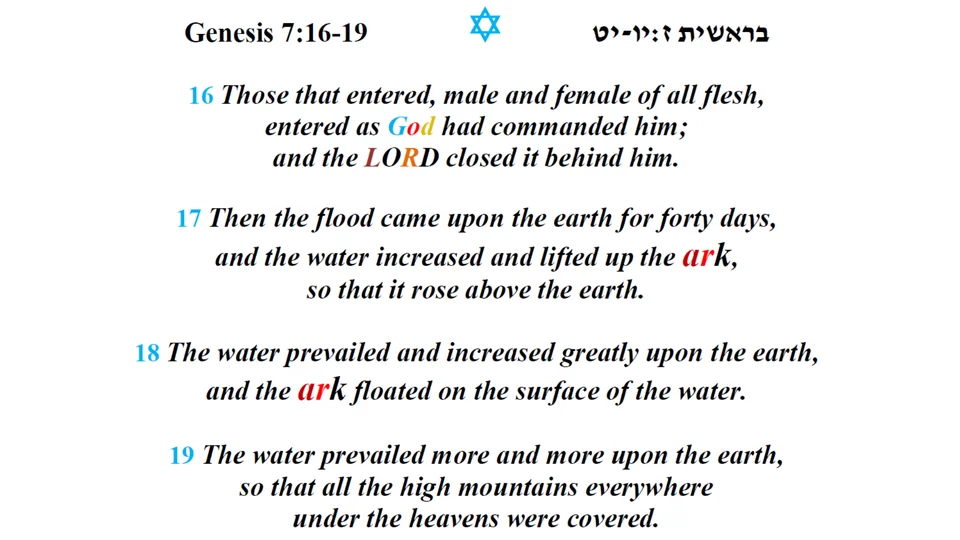 Genesis 7:16-19
בראשית ז:יו-יט
16 Those that entered, male and female of all flesh,
entered as God had commanded him;
and the LORD closed it behind him.
17 Then the flood came upon the earth for forty days,
and the water increased and lifted up the ark,
so that it rose above the earth.
18 The water prevailed and increased greatly upon the earth,
and the ark floated on the surface of the water.
19 The water prevailed more and more upon the earth,
so that all the high mountains everywhere
under the heavens were covered.